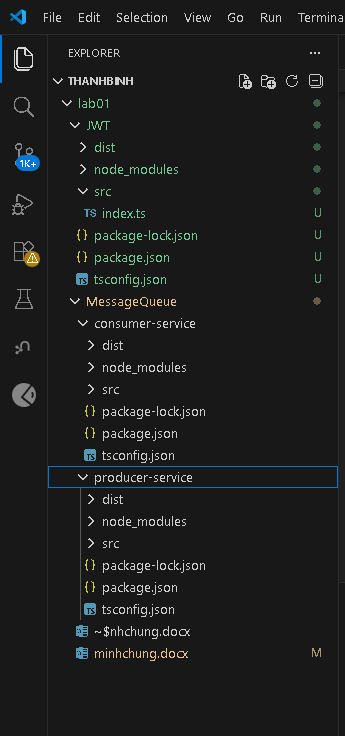 File Edit Selection View Go Run Termina
EXPLORER
THANHBINH
lab01
JWT
dist
node_modules
src
TS index.ts U
{} package-lock.json U
{} package.json U
TS tsconfig.json U
MessageQueue
consumer-service
dist
node_modules
src
{} package-lock.json
{} package.json
TS tsconfig.json
producer-service
dist
node_modules
src
{} package-lock.json
{} package.json
TS tsconfig.json
~$nhchung.docx
minhchung.docx M
1K+